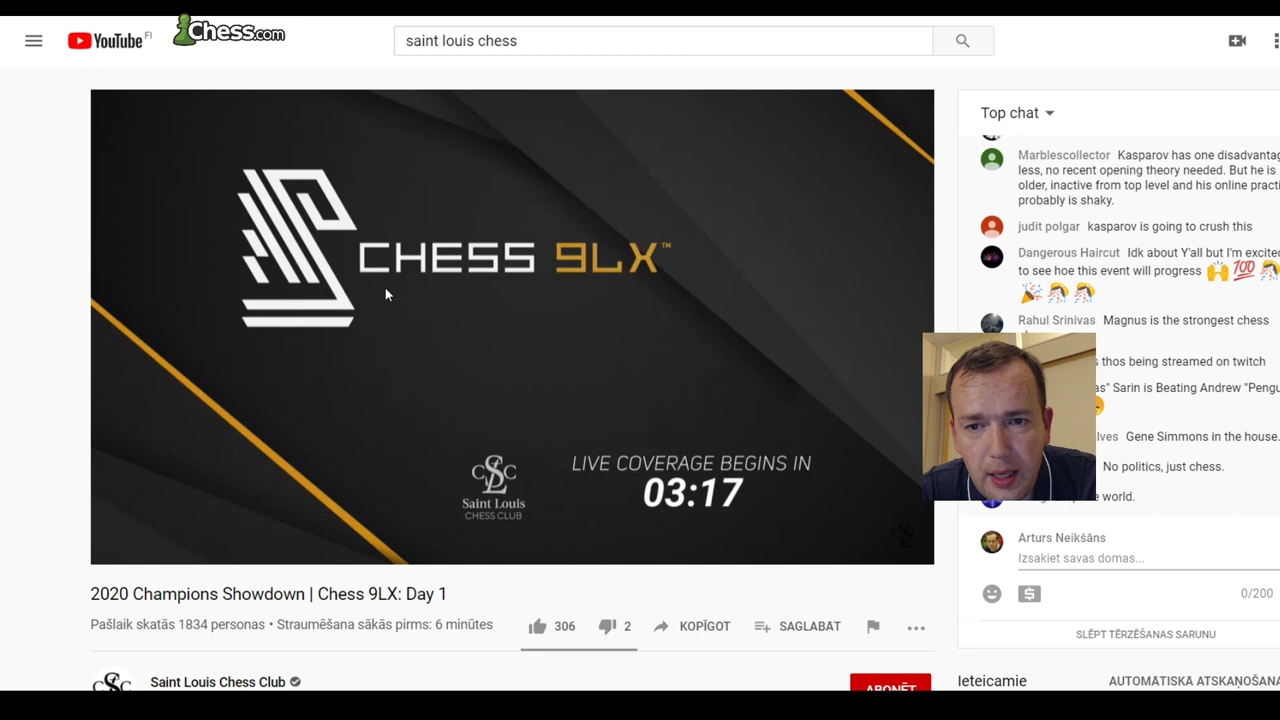 YouTube FI
Chess.com
saint louis chess
CHESS 9LX™
Saint Louis
CHESS CLUB
LIVE COVERAGE BEGINS IN
03:17
2020 Champions Showdown | Chess 9LX: Day 1
Pašlaik skatās 1834 personas • Straumēšana sākās pirms: 6 minūtes
306
2
KOPĪGOT
SAGLABĀT
Saint Louis Chess Club
ABONĒT
Top chat
Marblescollector Kasparov has one disadvantag
less, no recent opening theory needed. But he is
older, inactive from top level and his online practi
probably is shaky.
judit polgar kasparov is going to crush this
Dangerous Haircut Idk about Y'all but I'm excited
to see hoe this event will progress 🙌 💯
Rahul Srinivas Magnus is the strongest chess
s thos being streamed on twitch
as" Sarin is Beating Andrew "Pengu
lves Gene Simmons in the house.
No politics, just chess.
e world.
Arturs Neikšāns
Izsakiet savas domas...
0/200
SLĒPT TĒRZĒŠANAS SARUNU
Ieteicamie
AUTOMĀTISKA ATSKAŅOŠANA